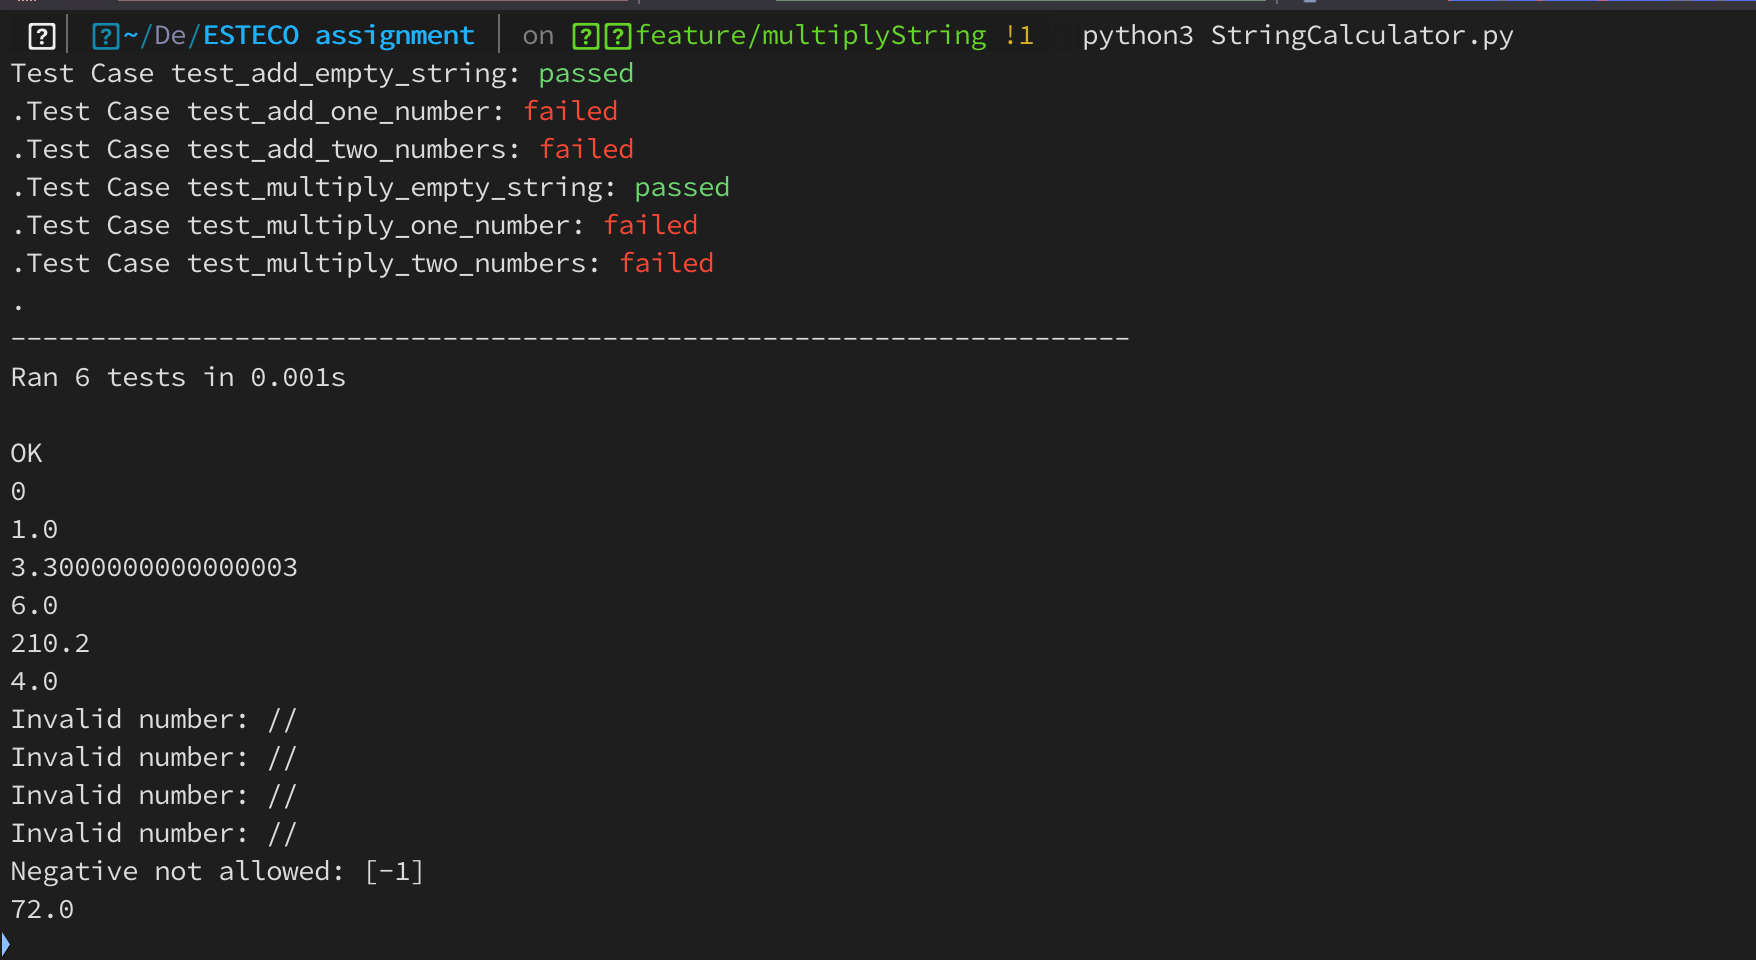 ~/De/ESTECO assignment on feature/multiplyString !1 python3 StringCalculator.py
Test Case test_add_empty_string: passed
.Test Case test_add_one_number: failed
.Test Case test_add_two_numbers: failed
.Test Case test_multiply_empty_string: passed
.Test Case test_multiply_one_number: failed
.Test Case test_multiply_two_numbers: failed
.
----------------------------------------------------------------------
Ran 6 tests in 0.001s
OK
0
1.0
3.3000000000000003
6.0
210.2
4.0
Invalid number: //
Invalid number: //
Invalid number: //
Invalid number: //
Negative not allowed: [-1]
72.0